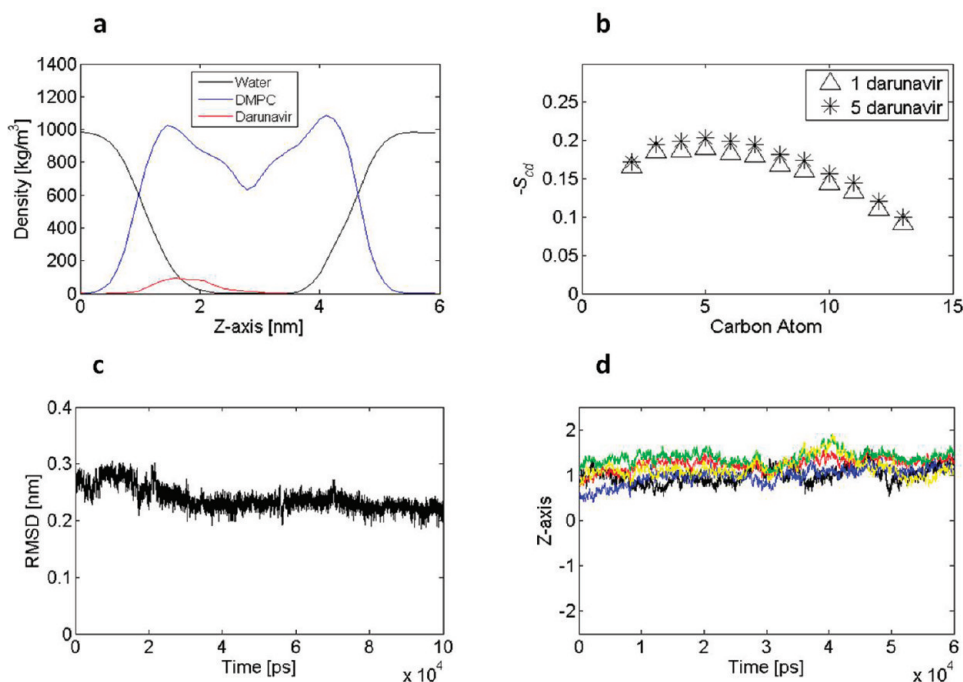 a
1400
1200
1000
800
600
400
200
0
Density [kg/m³]
Water
DMPC
Darunavir
0 2 4 6
Z-axis [nm]
b
0.25
0.2
0.15
0.1
0.05
0
-Scd
1 darunavir
5 darunavir
0 5 10 15
Carbon Atom
c
0.4
0.3
0.2
0.1
0
RMSD [nm]
0 2 4 6 8 10
Time [ps]
x 10⁴
d
2
1
0
-1
-2
Z-axis
0 1 2 3 4 5 6
Time [ps]
x 10⁴